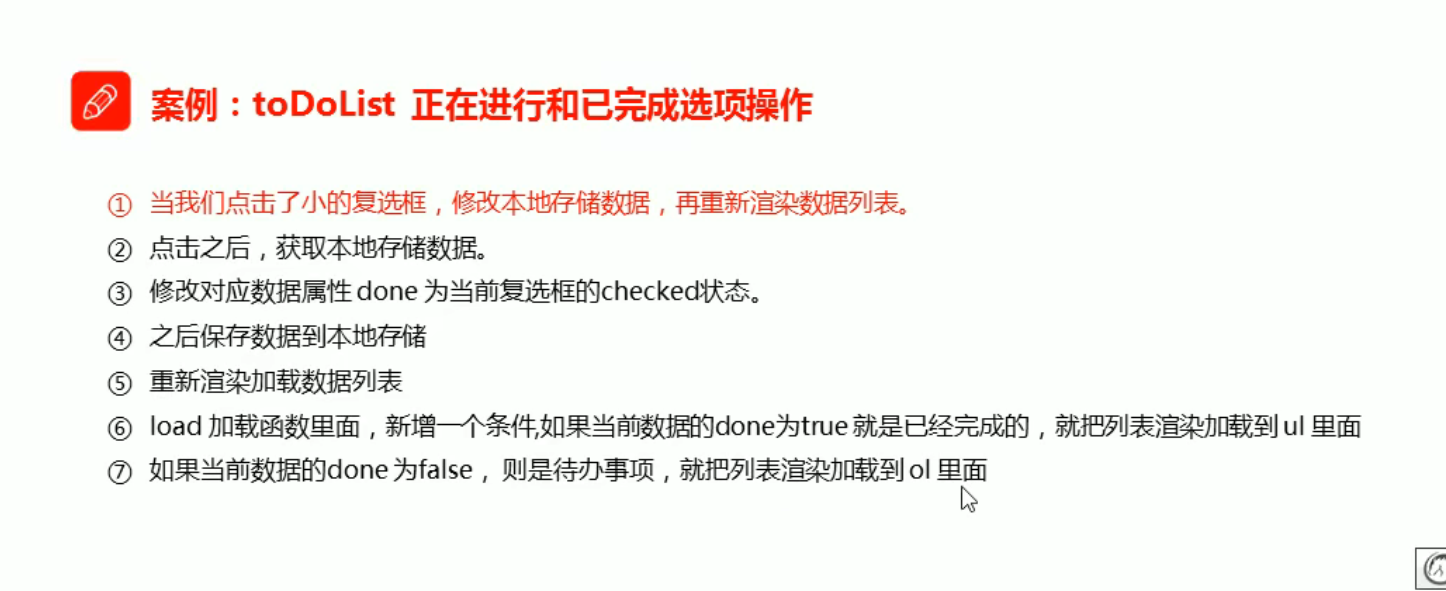 案例：toDoList 正在进行和已完成选项操作
① 当我们点击了小的复选框，修改本地存储数据，再重新渲染数据列表。
② 点击之后，获取本地存储数据。
③ 修改对应数据属性 done 为当前复选框的checked状态。
④ 之后保存数据到本地存储
⑤ 重新渲染加载数据列表
⑥ load 加载函数里面，新增一个条件,如果当前数据的done为true 就是已经完成的，就把列表渲染加载到 ul 里面
⑦ 如果当前数据的done 为false， 则是待办事项，就把列表渲染加载到 ol 里面